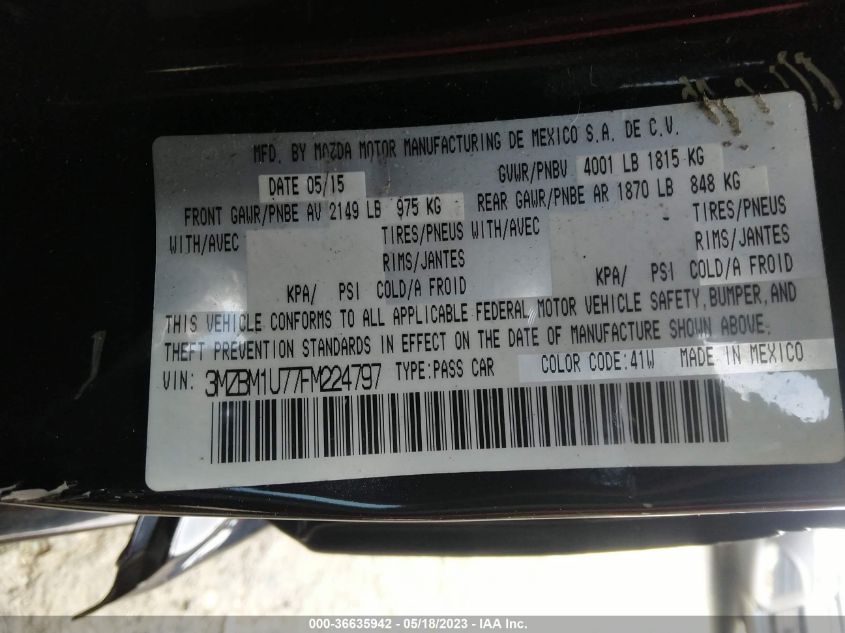 MFD. BY MAZDA MOTOR MANUFACTURING DE MEXICO S.A. DE C.V.
DATE 05/15 GVWR/PNBV 4001 LB 1815 KG
FRONT GAWR/PNBE AV 2149 LB 975 KG REAR GAWR/PNBE AR 1870 LB 848 KG
WITH/AVEC TIRES/PNEUS WITH/AVEC TIRES/PNEUS
RIMS/JANTES RIMS/JANTES
KPA/ PSI COLD/A FROID KPA/ PSI COLD/A FROID
THIS VEHICLE CONFORMS TO ALL APPLICABLE FEDERAL MOTOR VEHICLE SAFETY, BUMPER, AND
THEFT PREVENTION STANDARDS IN EFFECT ON THE DATE OF MANUFACTURE SHOWN ABOVE.
VIN: 3MZBM1U77FM224797 TYPE:PASS CAR COLOR CODE:41W MADE IN MEXICO
000-36635942 - 05/18/2023 - IAA Inc.